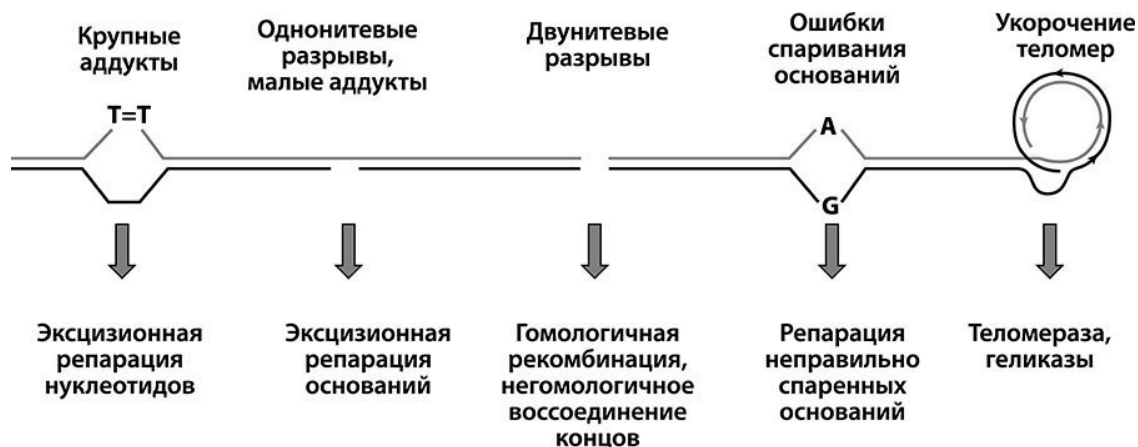 Крупные
аддукты
Однонитевые
разрывы,
малые аддукты
Двунитевые
разрывы
Ошибки
спаривания
оснований
Укорочение
теломер
T=T
A
G
Эксцизионная
репарация
нуклеотидов
Эксцизионная
репарация
оснований
Гомологичная
рекомбинация,
негомологичное
воссоединение
концов
Репарация
неправильно
спаренных
оснований
Теломераза,
геликазы